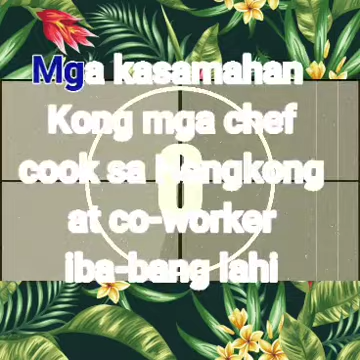 Mga kasamahan
Kong mga chef
cook sa Hongkong
at co-worker
iba-bang lahi